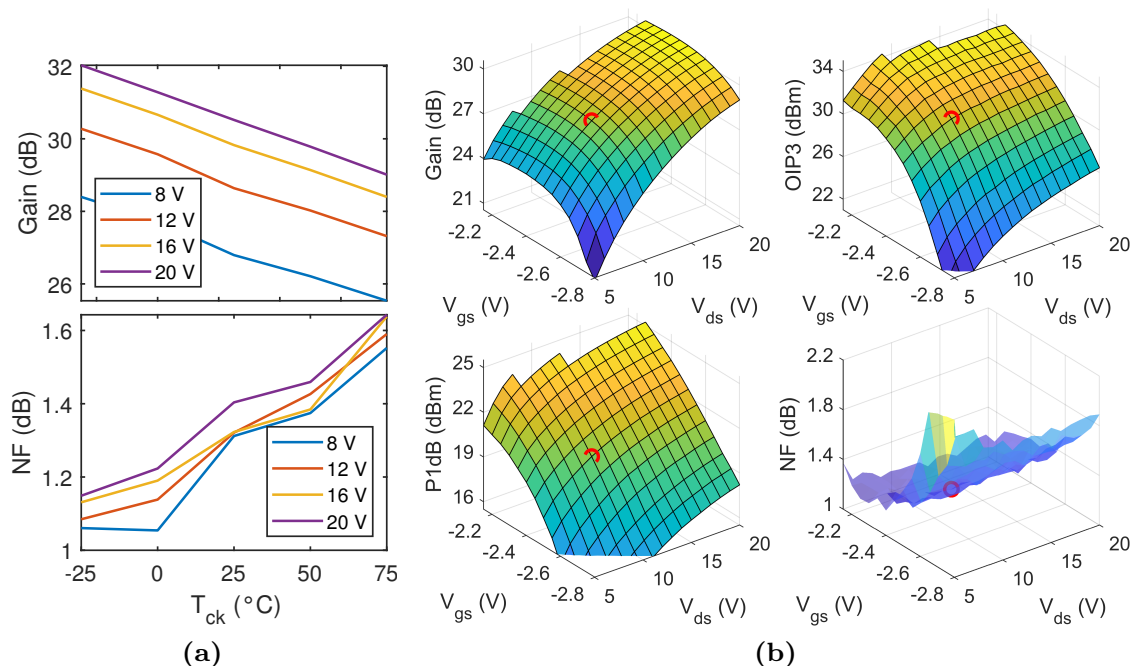 32
30
28
26
Gain (dB)
8 V
12 V
16 V
20 V
1.6
1.4
1.2
1
NF (dB)
8 V
12 V
16 V
20 V
-25
0
25
50
75
T_ck (°C)
(a)
30
27
24
21
Gain (dB)
-2.2
-2.4
-2.6
-2.8
V_gs (V)
5
10
15
20
V_ds (V)
34
30
26
22
OIP3 (dBm)
-2.2
-2.4
-2.6
-2.8
V_gs (V)
5
10
15
20
V_ds (V)
25
22
19
16
P1dB (dBm)
-2.2
-2.4
-2.6
-2.8
V_gs (V)
5
10
15
20
V_ds (V)
2.2
1.8
1.4
1
NF (dB)
-2.2
-2.4
-2.6
-2.8
V_gs (V)
5
10
15
20
V_ds (V)
(b)